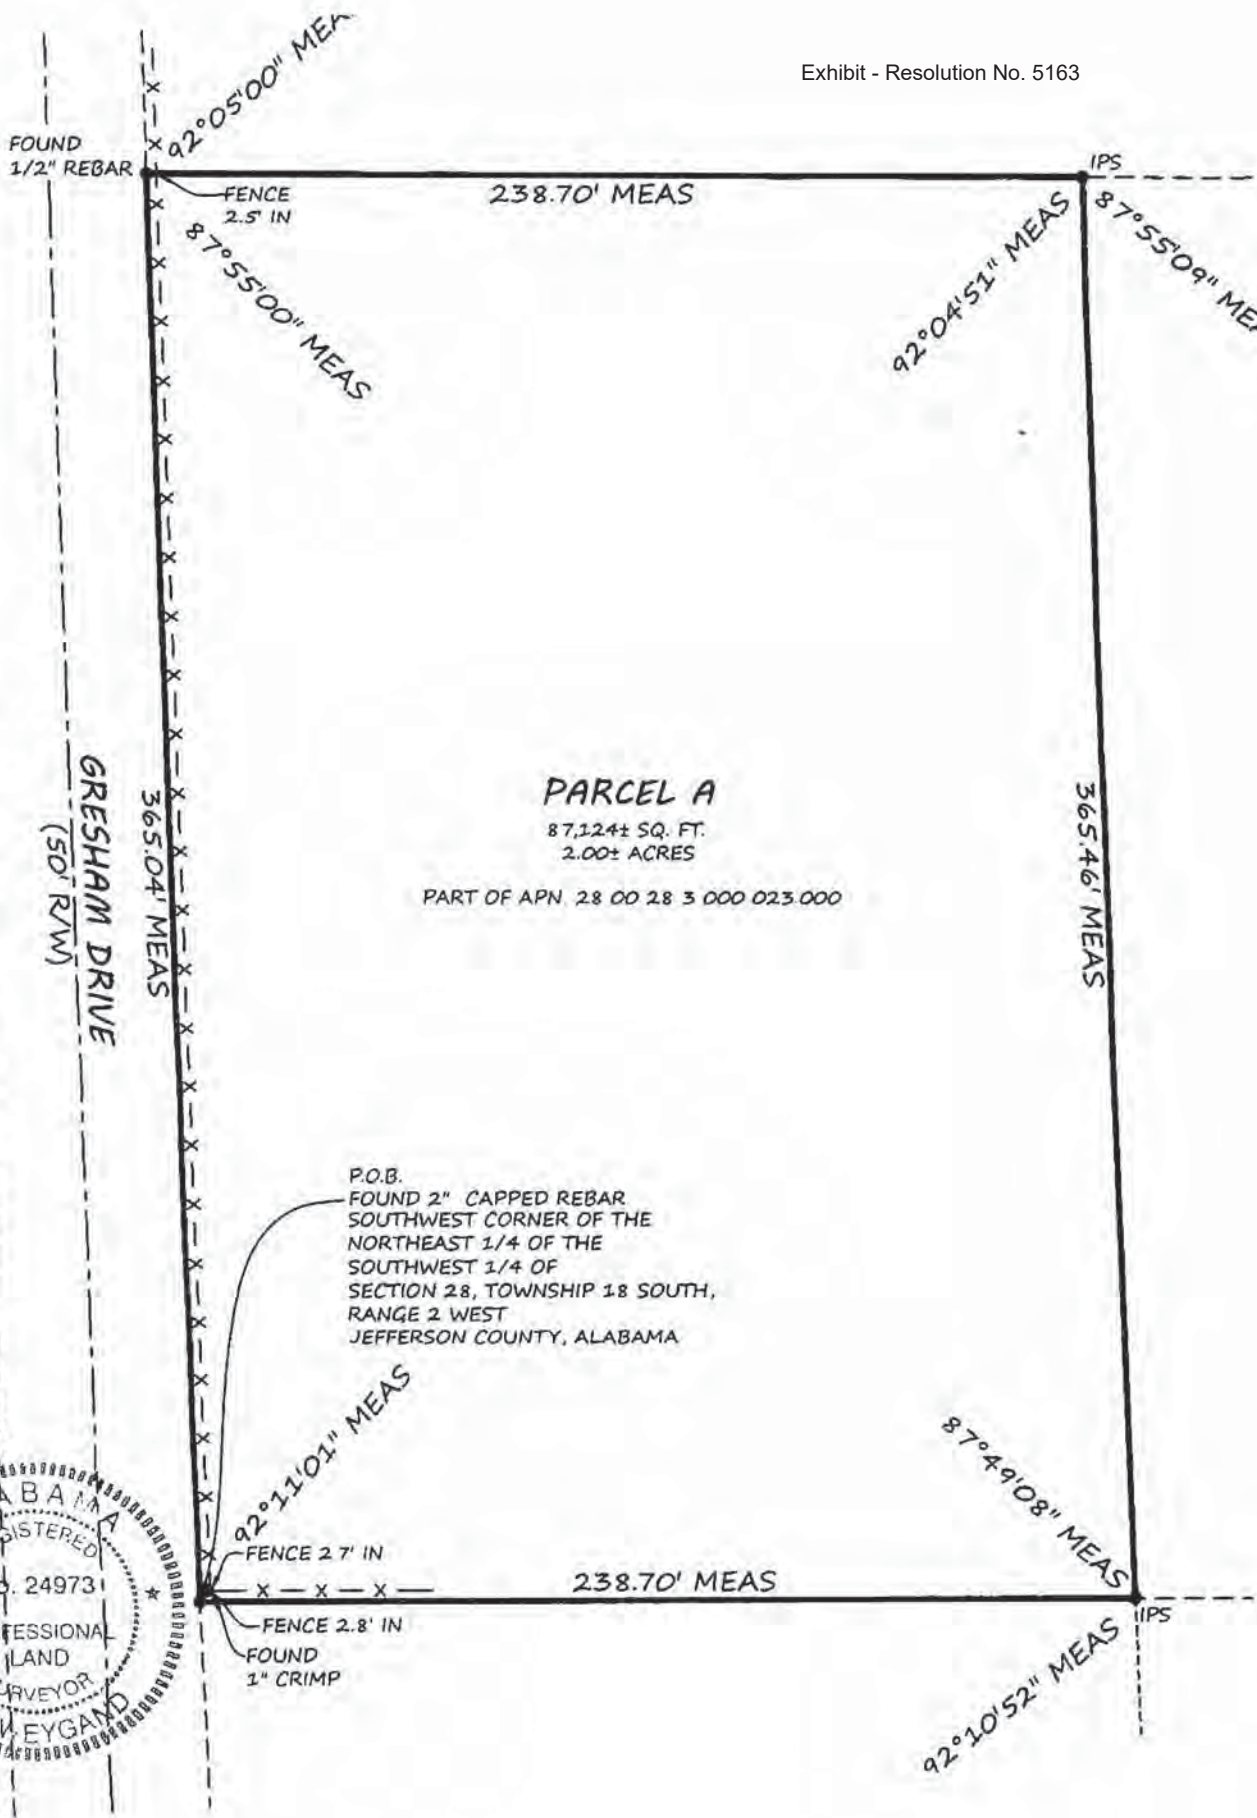 Exhibit - Resolution No. 5163
92°05'00" MEA
FOUND
1/2" REBAR
FENCE
2.5' IN
238.70' MEAS
IPS
87°55'00" MEAS
92°04'51" MEAS
87°55'09" MEA
GRESHAM DRIVE
(50' R/W)
365.04' MEAS
PARCEL A
87,124± SQ. FT.
2.00± ACRES
PART OF APN 28 00 28 3 000 023.000
365.46' MEAS
P.O.B.
FOUND 2" CAPPED REBAR
SOUTHWEST CORNER OF THE
NORTHEAST 1/4 OF THE
SOUTHWEST 1/4 OF
SECTION 28, TOWNSHIP 18 SOUTH,
RANGE 2 WEST
JEFFERSON COUNTY, ALABAMA
92°11'01" MEAS
87°49'08" MEAS
FENCE 2 7' IN
238.70' MEAS
FENCE 2.8' IN
FOUND
1" CRIMP
IPS
92°10'52" MEAS
ABAMA
GISTERED
. 24973
FESSIONAL
LAND
RVEYOR
WEYGAND